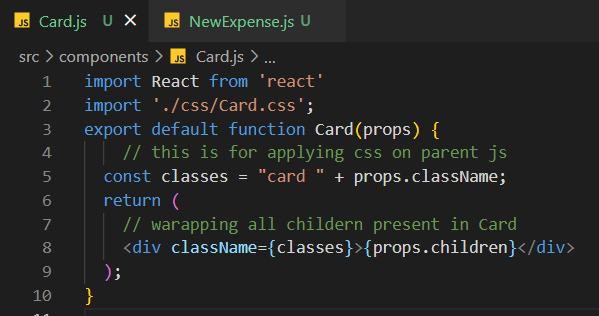 JS Card.js U ×
JS NewExpense.js U
src > components > JS Card.js > ...
1 import React from 'react'
2 import './css/Card.css';
3 export default function Card(props) {
4 // this is for applying css on parent js
5 const classes = "card " + props.className;
6 return (
7 // warapping all childern present in Card
8 <div className={classes}>{props.children}</div>
9 );
10 }